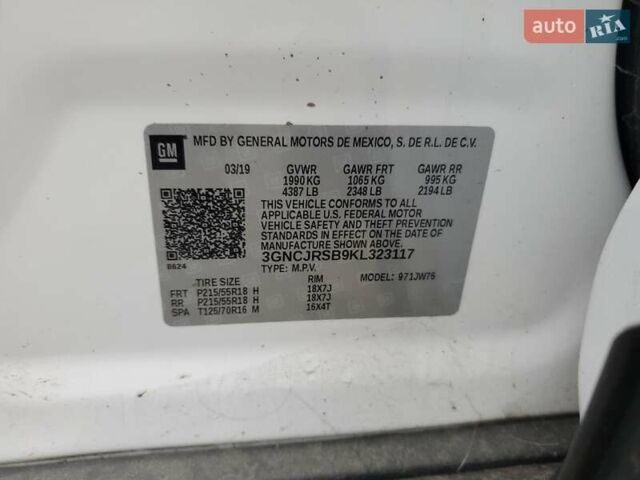 auto RIA.com
GM
MFD BY GENERAL MOTORS DE MEXICO, S. DE R.L. DE C.V.
03/19 GVWR GAWR FRT GAWR RR
1990 KG 1065 KG 995 KG
4387 LB 2348 LB 2194 LB
THIS VEHICLE CONFORMS TO ALL
APPLICABLE U.S. FEDERAL MOTOR
VEHICLE SAFETY AND THEFT PREVENTION
STANDARDS IN EFFECT ON THE DATE OF
MANUFACTURE SHOWN ABOVE.
3GNCJRSB9KL323117
B624 TYPE: M.P.V. MODEL: 971JW76
TIRE SIZE RIM
FRT P215/55R18 H 18X7J
RR P215/55R18 H 18X7J
SPA T125/70R16 M 16X4T